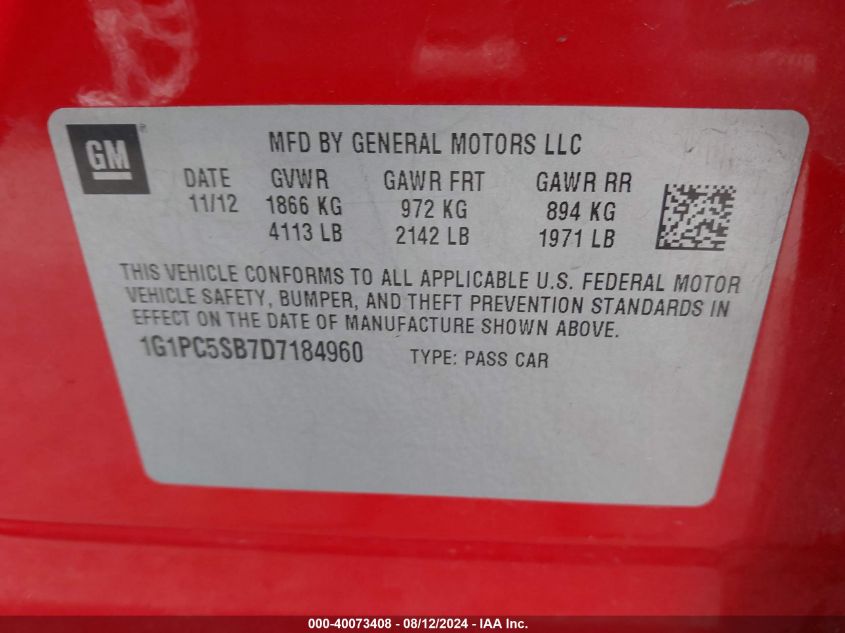 GM ®
MFD BY GENERAL MOTORS LLC
DATE GVWR GAWR FRT GAWR RR
11/12 1866 KG 972 KG 894 KG
4113 LB 2142 LB 1971 LB
THIS VEHICLE CONFORMS TO ALL APPLICABLE U.S. FEDERAL MOTOR
VEHICLE SAFETY, BUMPER, AND THEFT PREVENTION STANDARDS IN
EFFECT ON THE DATE OF MANUFACTURE SHOWN ABOVE.
1G1PC5SB7D7184960 TYPE: PASS CAR
000-40073408 - 08/12/2024 - IAA Inc.